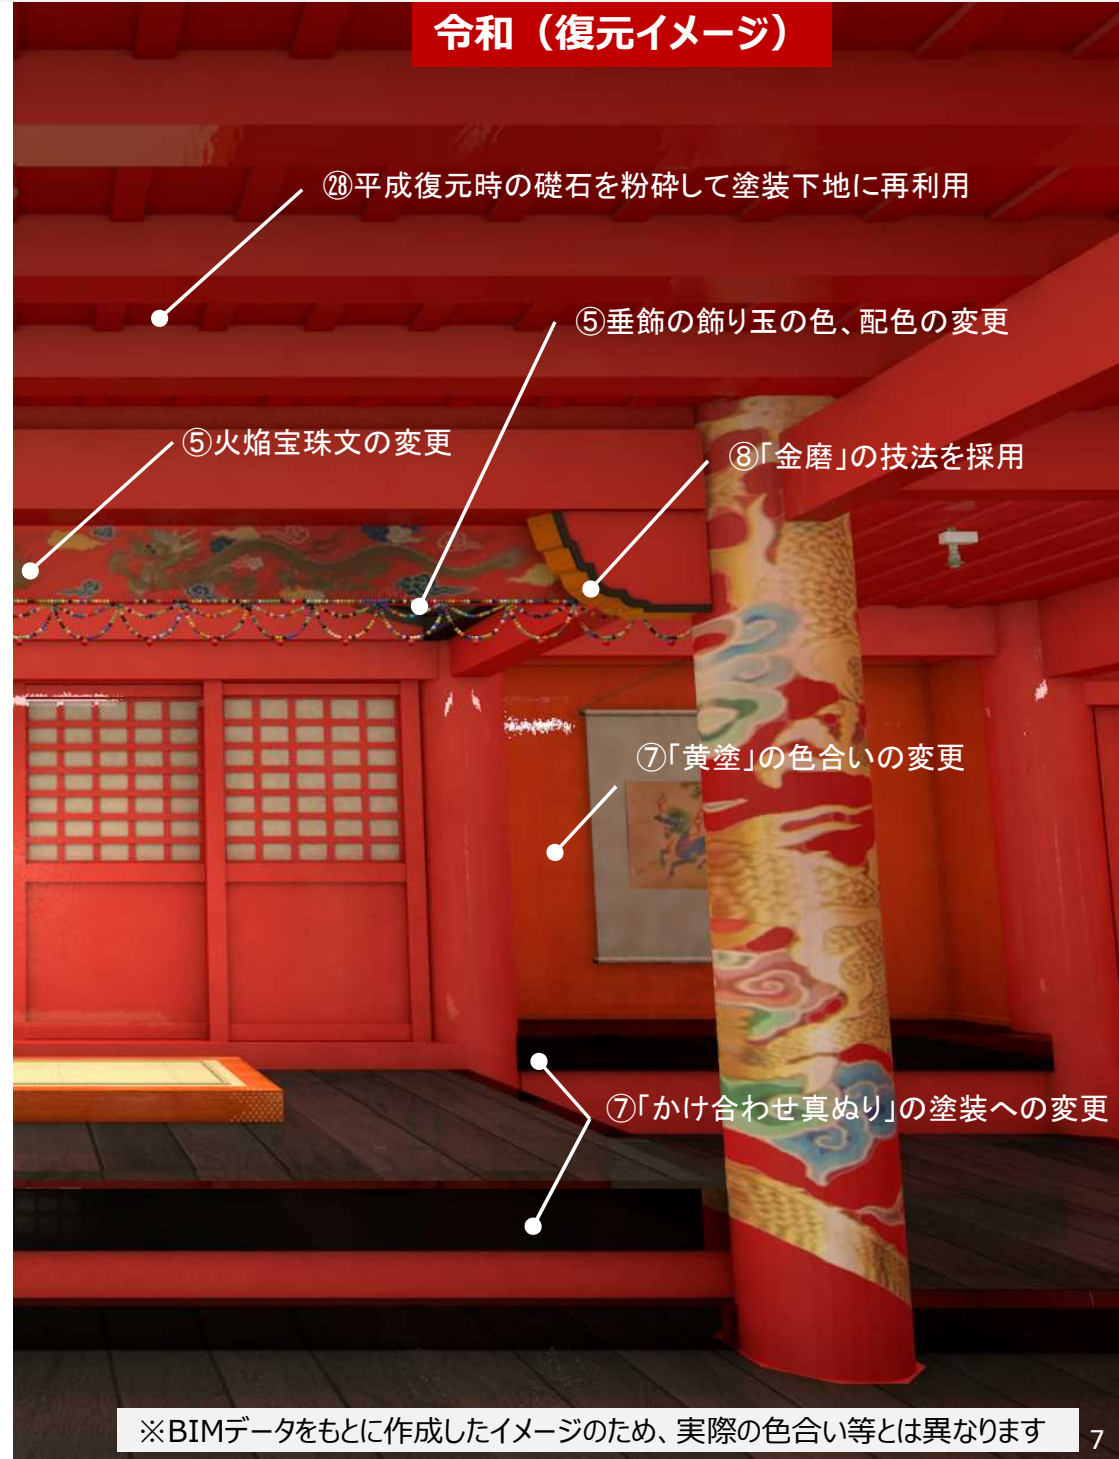 令和（復元イメージ）
㉘平成復元時の礎石を粉砕して塗装下地に再利用
⑤垂飾の飾り玉の色、配色の変更
⑤火焔宝珠文の変更
⑧「金磨」の技法を採用
⑦「黄塗」の色合いの変更
⑦「かけ合わせ真ぬり」の塗装への変更
※BIMデータをもとに作成したイメージのため、実際の色合い等とは異なります
7